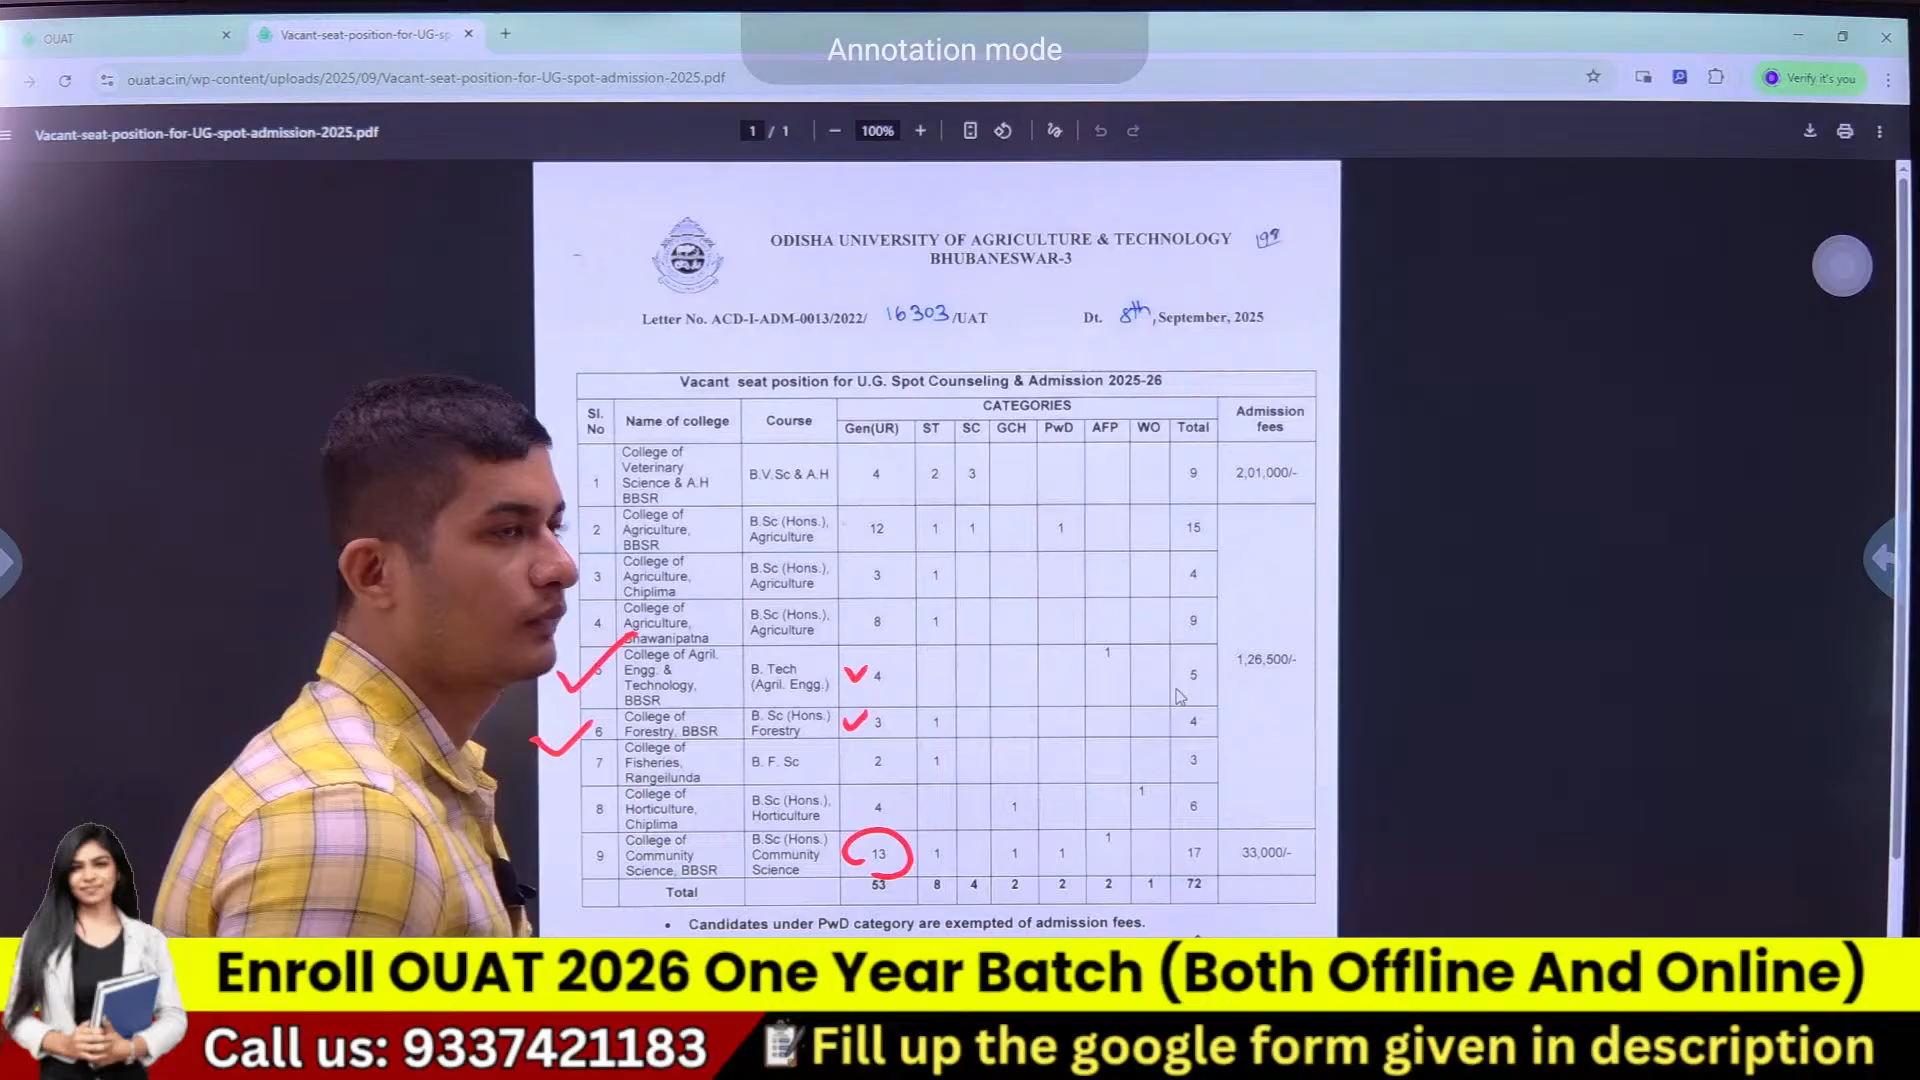 OUAT
Vacant-seat-position-for-UG-sp
Annotation mode
ouat.ac.in/wp-content/uploads/2025/09/Vacant-seat-position-for-UG-spot-admission-2025.pdf
Verify it's you
Vacant-seat-position-for-UG-spot-admission-2025.pdf
1 / 1
100%
ODISHA UNIVERSITY OF AGRICULTURE & TECHNOLOGY
BHUBANESWAR-3
Letter No. ACD-I-ADM-0013/2022/ 16303/UAT Dt. 8th, September, 2025
Vacant seat position for U.G. Spot Counseling & Admission 2025-26
Sl. No Name of college Course CATEGORIES Admission fees
Gen(UR) ST SC GCH PwD AFP WO Total
1 College of Veterinary Science & A.H BBSR B.V.Sc & A.H 4 2 3 9 2,01,000/-
2 College of Agriculture, BBSR B.Sc (Hons.), Agriculture 12 1 1 1 15
3 College of Agriculture, Chiplima B.Sc (Hons.), Agriculture 3 1 4
4 College of Agriculture, Bhawanipatna B.Sc (Hons.), Agriculture 8 1 9
College of Agril. Engg. & Technology, BBSR B. Tech (Agril. Engg.) 4 1 5 1,26,500/-
6 College of Forestry, BBSR B. Sc (Hons.) Forestry 3 1 4
7 College of Fisheries, Rangeilunda B. F. Sc 2 1 3
8 College of Horticulture, Chiplima B.Sc (Hons.), Horticulture 4 1 1 6
9 College of Community Science, BBSR B.Sc (Hons.) Community Science 13 1 1 1 1 17 33,000/-
Total 53 8 4 2 2 2 1 72
• Candidates under PwD category are exempted of admission fees.
Enroll OUAT 2026 One Year Batch (Both Offline And Online)
Call us: 9337421183
Fill up the google form given in description